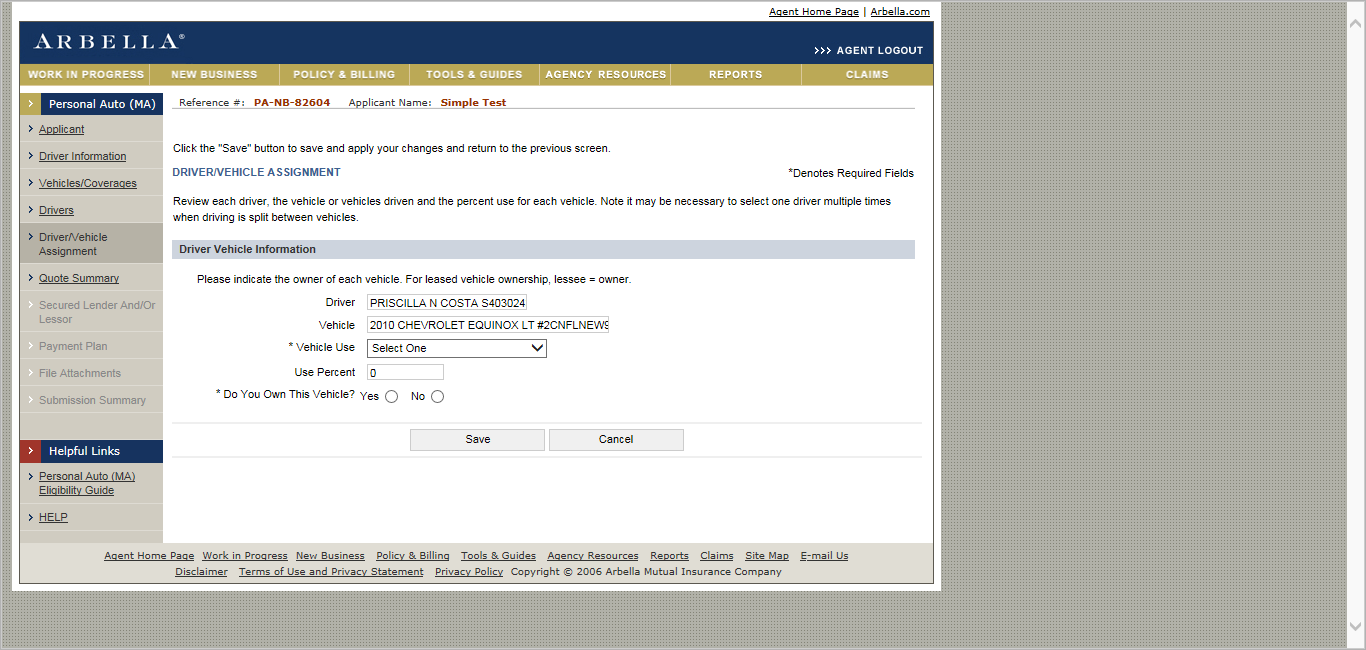 Agent Home Page | Arbella.com
ARBELLA®
>>> AGENT LOGOUT
WORK IN PROGRESS NEW BUSINESS POLICY & BILLING TOOLS & GUIDES AGENCY RESOURCES REPORTS CLAIMS
Personal Auto (MA)
Applicant
Driver Information
Vehicles/Coverages
Drivers
Driver/Vehicle
Assignment
Quote Summary
Secured Lender And/Or
Lessor
Payment Plan
File Attachments
Submission Summary
Helpful Links
Personal Auto (MA)
Eligibility Guide
HELP
Reference #: PA-NB-82604 Applicant Name: Simple Test
Click the "Save" button to save and apply your changes and return to the previous screen.
DRIVER/VEHICLE ASSIGNMENT
*Denotes Required Fields
Review each driver, the vehicle or vehicles driven and the percent use for each vehicle. Note it may be necessary to select one driver multiple times
when driving is split between vehicles.
Driver Vehicle Information
Please indicate the owner of each vehicle. For leased vehicle ownership, lessee = owner.
Driver PRISCILLA N COSTA S403024
Vehicle 2010 CHEVROLET EQUINOX LT #2CNFLNEW9
* Vehicle Use Select One
Use Percent 0
* Do You Own This Vehicle? Yes No
Save Cancel
Agent Home Page Work in Progress New Business Policy & Billing Tools & Guides Agency Resources Reports Claims Site Map E-mail Us
Disclaimer Terms of Use and Privacy Statement Privacy Policy Copyright © 2006 Arbella Mutual Insurance Company